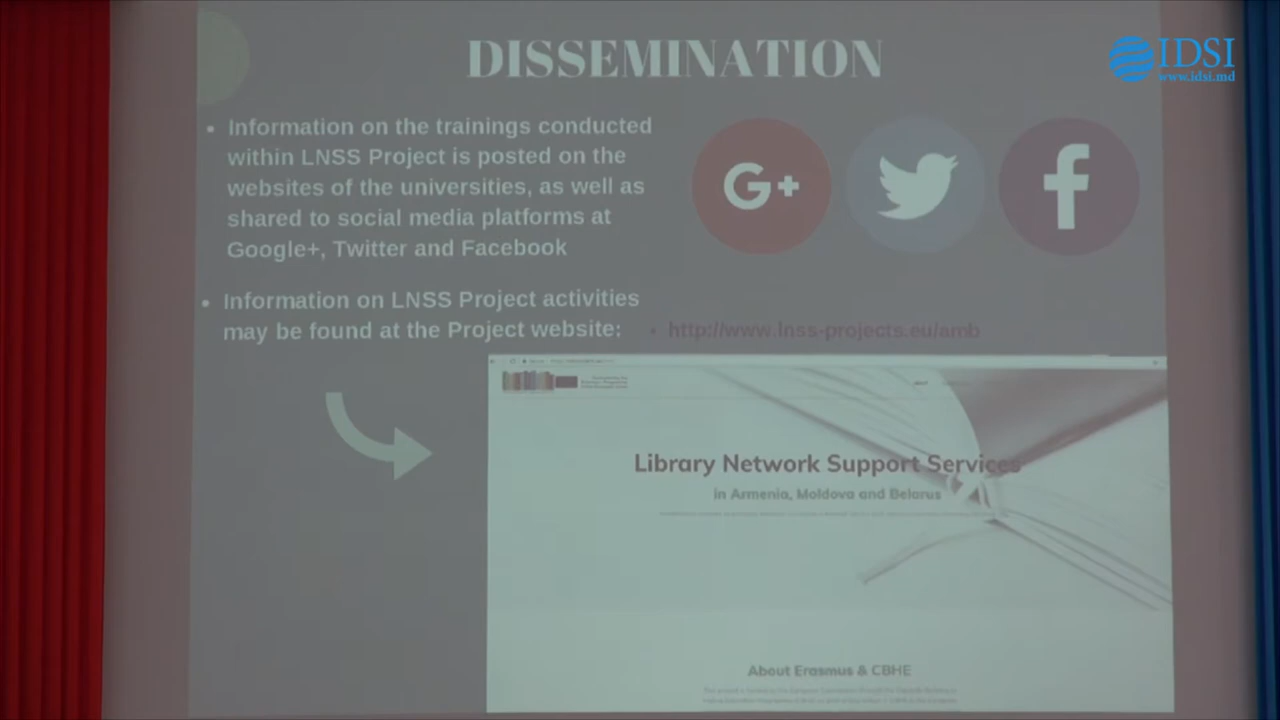 DISSEMINATION
IDSI
www.idsi.md
• Information on the trainings conducted
within LNSS Project is posted on the
websites of the universities, as well as
shared to social media platforms at
Google+, Twitter and Facebook
G+
f
• Information on LNSS Project activities
may be found at the Project website:
• http://www.lnss-projects.eu/amb
Library Network Support Services
in Armenia, Moldova and Belarus
About Erasmus & CBHE